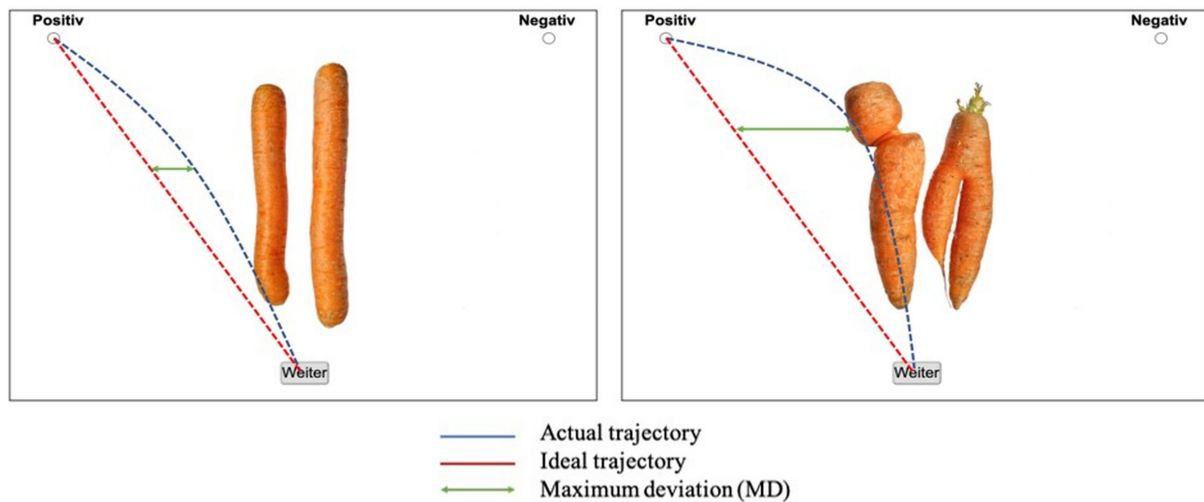 Positiv Negativ
Weiter
Positiv Negativ
Weiter
Actual trajectory
Ideal trajectory
Maximum deviation (MD)